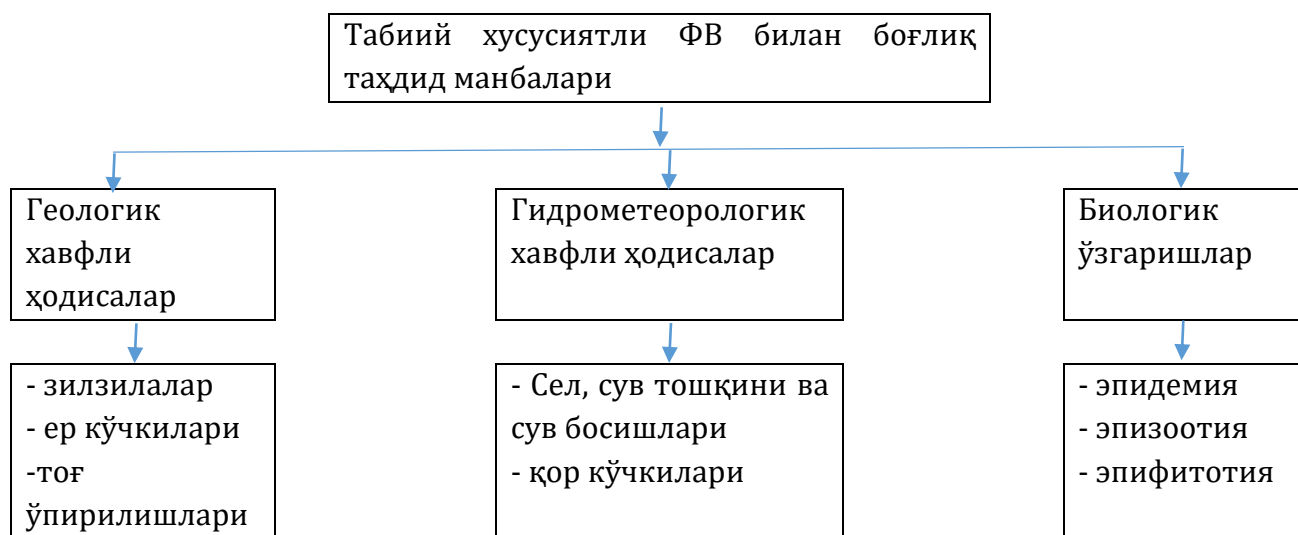 Табиий хусусиятли ФВ билан боғлиқ
таҳдид манбалари
Геологик
хавфли
ҳодисалар
Гидрометеорологик
хавфли ҳодисалар
Биологик
ўзгаришлар
- зилзилалар
- ер кўчкилари
-тоғ
ўпирилишлари
- Сел, сув тошқини ва
сув босишлари
- қор кўчкилари
- эпидемия
- эпизоотия
- эпифитотия